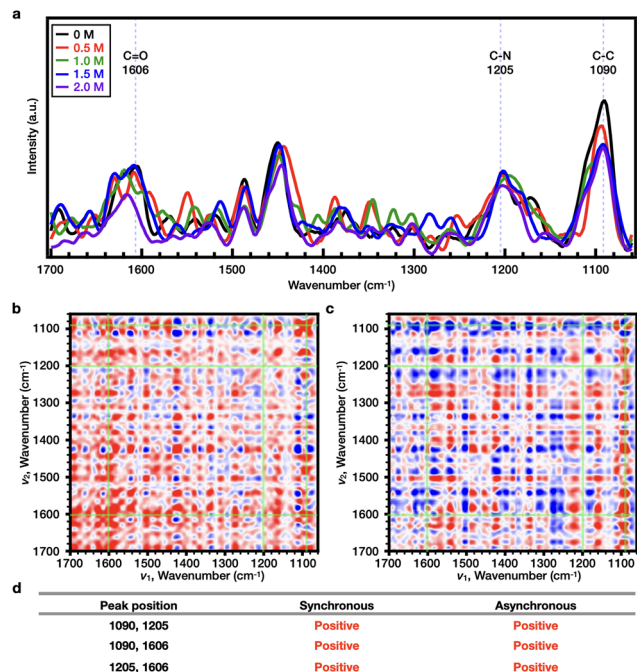 a
0 M
0.5 M
1.0 M
1.5 M
2.0 M
C=O
1606
C-N
1205
C-C
1090
Intensity (a.u.)
1700 1600 1500 1400 1300 1200 1100
Wavenumber (cm⁻¹)
b
c
1100
1200
1300
1400
1500
1600
1700
ν₂, Wavenumber (cm⁻¹)
1700 1600 1500 1400 1300 1200 1100
ν₁, Wavenumber (cm⁻¹)
1100
1200
1300
1400
1500
1600
1700
ν₂, Wavenumber (cm⁻¹)
1700 1600 1500 1400 1300 1200 1100
ν₁, Wavenumber (cm⁻¹)
d
Peak position Synchronous Asynchronous
1090, 1205 Positive Positive
1090, 1606 Positive Positive
1205, 1606 Positive Positive